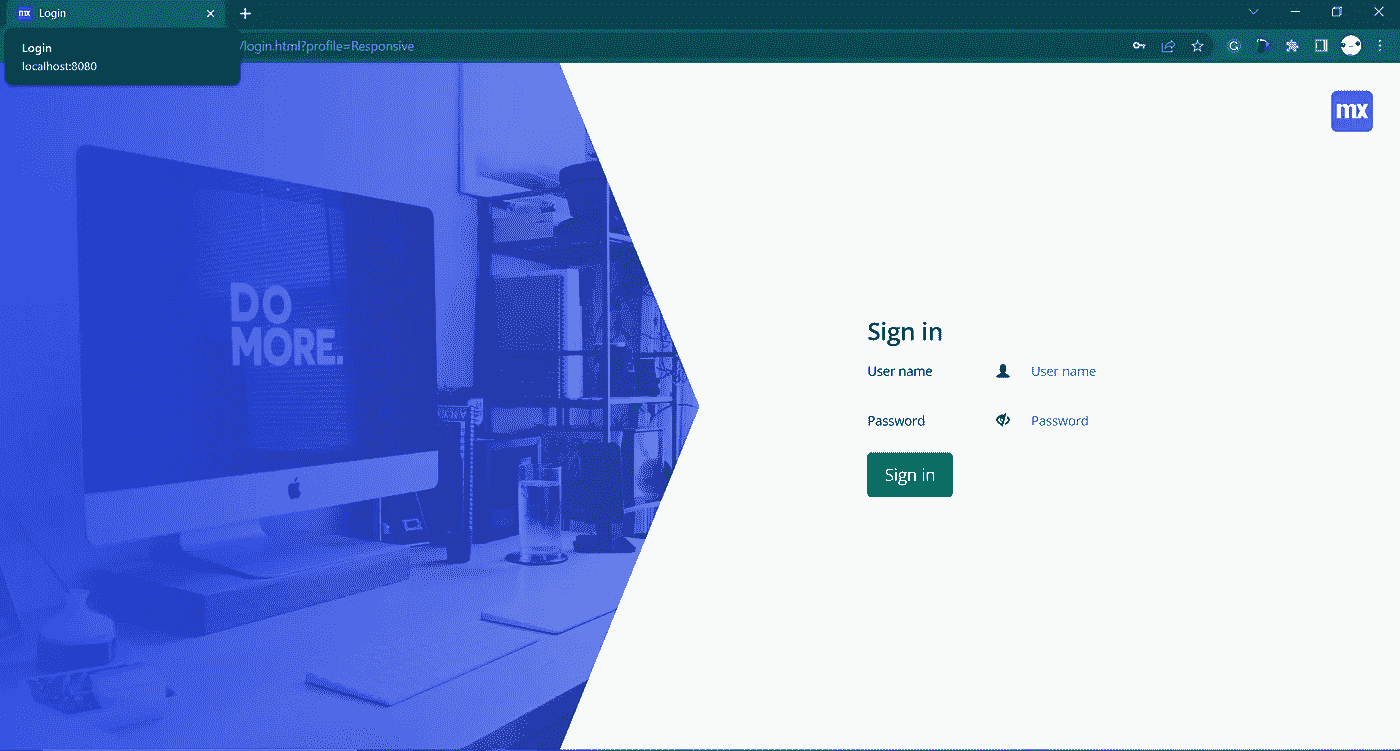 mx Login
Login
localhost:8080
/login.html?profile=Responsive
mx
DO
MORE.
Sign in
User name
User name
Password
Password
Sign in